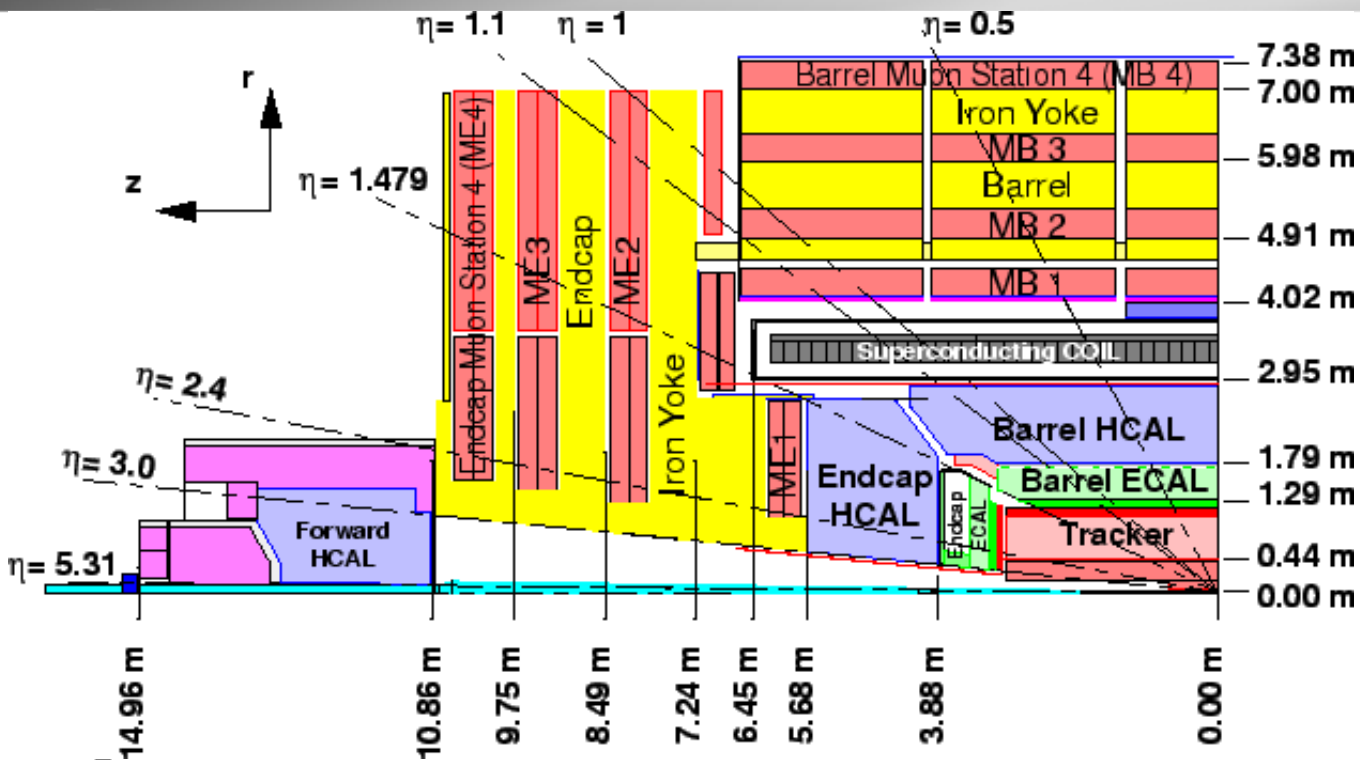 η= 1.1
η= 1
η= 0.5
r
z
η= 1.479
η= 2.4
η= 3.0
η= 5.31
Barrel Muon Station 4 (MB 4)
Iron Yoke
MB 3
Barrel
MB 2
MB 1
Superconducting COIL
Barrel HCAL
Barrel ECAL
Tracker
Endcap Muon Station 4 (ME4)
ME3
Endcap
ME2
Iron Yoke
ME1
Endcap
HCAL
Endcap
ECAL
Forward
HCAL
7.38 m
7.00 m
5.98 m
4.91 m
4.02 m
2.95 m
1.79 m
1.29 m
0.44 m
0.00 m
14.96 m
10.86 m
9.75 m
8.49 m
7.24 m
6.45 m
5.68 m
3.88 m
0.00 m